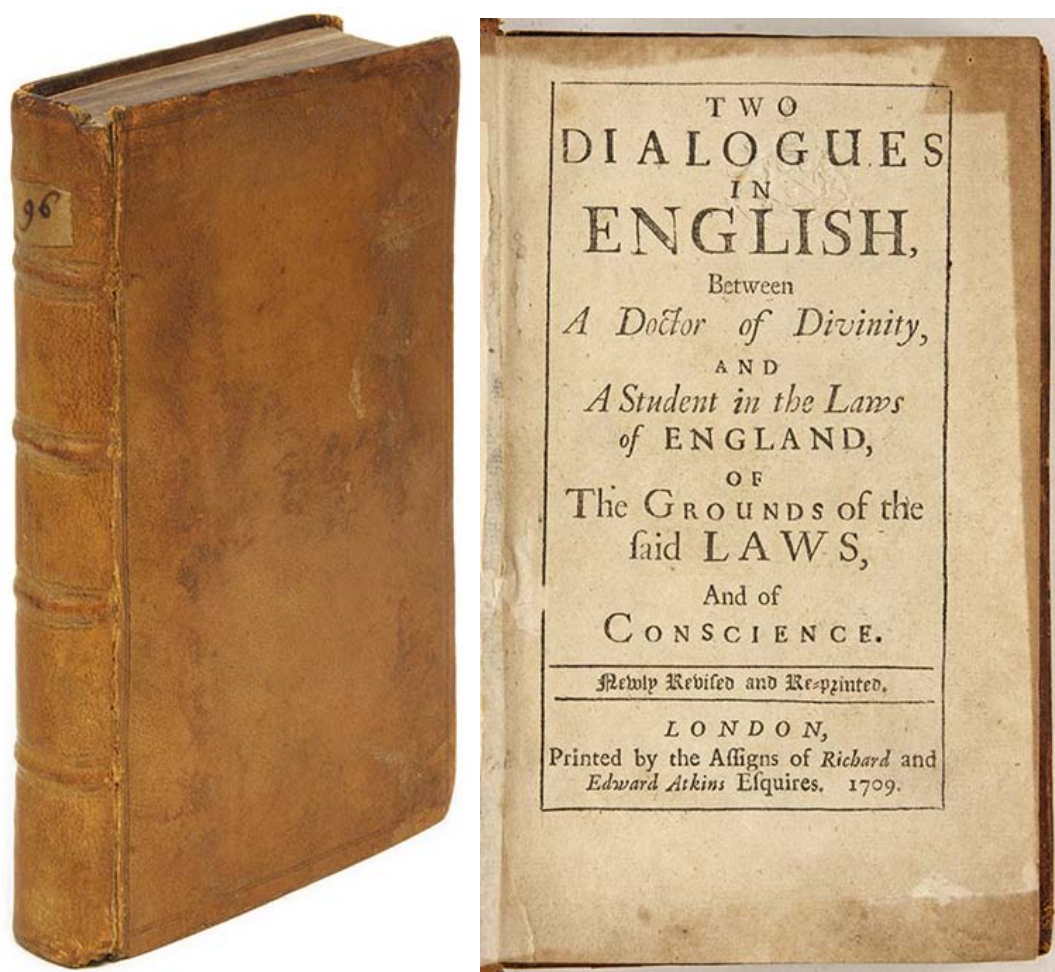 96
TWO
DIALOGUES
IN
ENGLISH,
Between
A Doctor of Divinity,
AND
A Student in the Laws
of ENGLAND,
OF
The GROUNDS of the
ſaid LAWS,
And of
CONSCIENCE.
Newly Reviſed and Re-printed.
LONDON,
Printed by the Aſſigns of Richard and
Edward Atkins Eſquires. 1709.